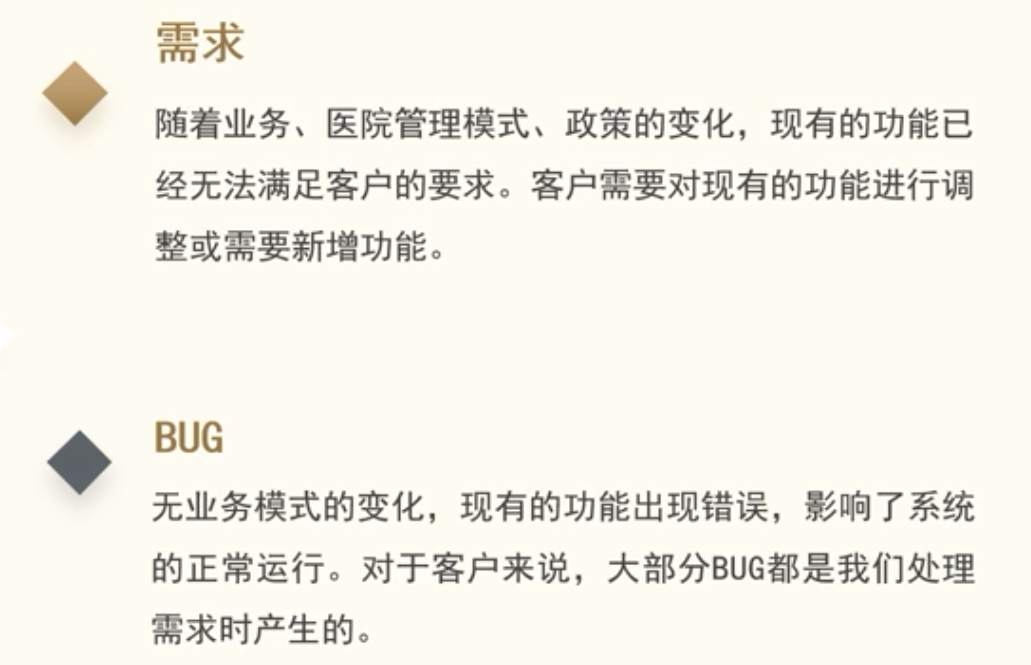 需求
随着业务、医院管理模式、政策的变化，现有的功能已
经无法满足客户的要求。客户需要对现有的功能进行调
整或需要新增功能。
BUG
无业务模式的变化，现有的功能出现错误，影响了系统
的正常运行。对于客户来说，大部分BUG都是我们处理
需求时产生的。